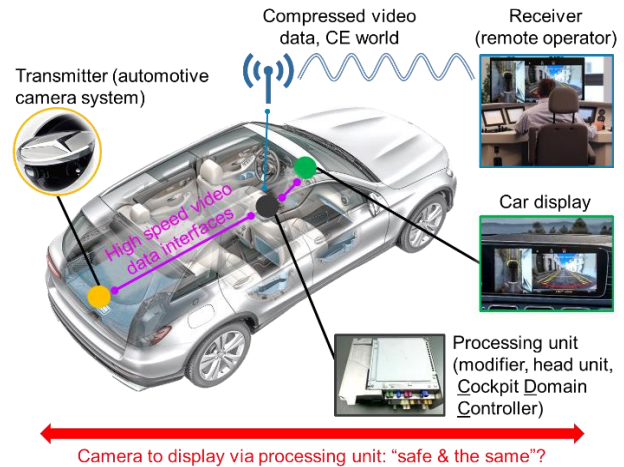 Compressed video
data, CE world
Receiver
(remote operator)
Transmitter (automotive
camera system)
High speed video
data interfaces
Car display
Processing unit
(modifier, head unit,
Cockpit Domain
Controller)
Camera to display via processing unit: “safe & the same”?